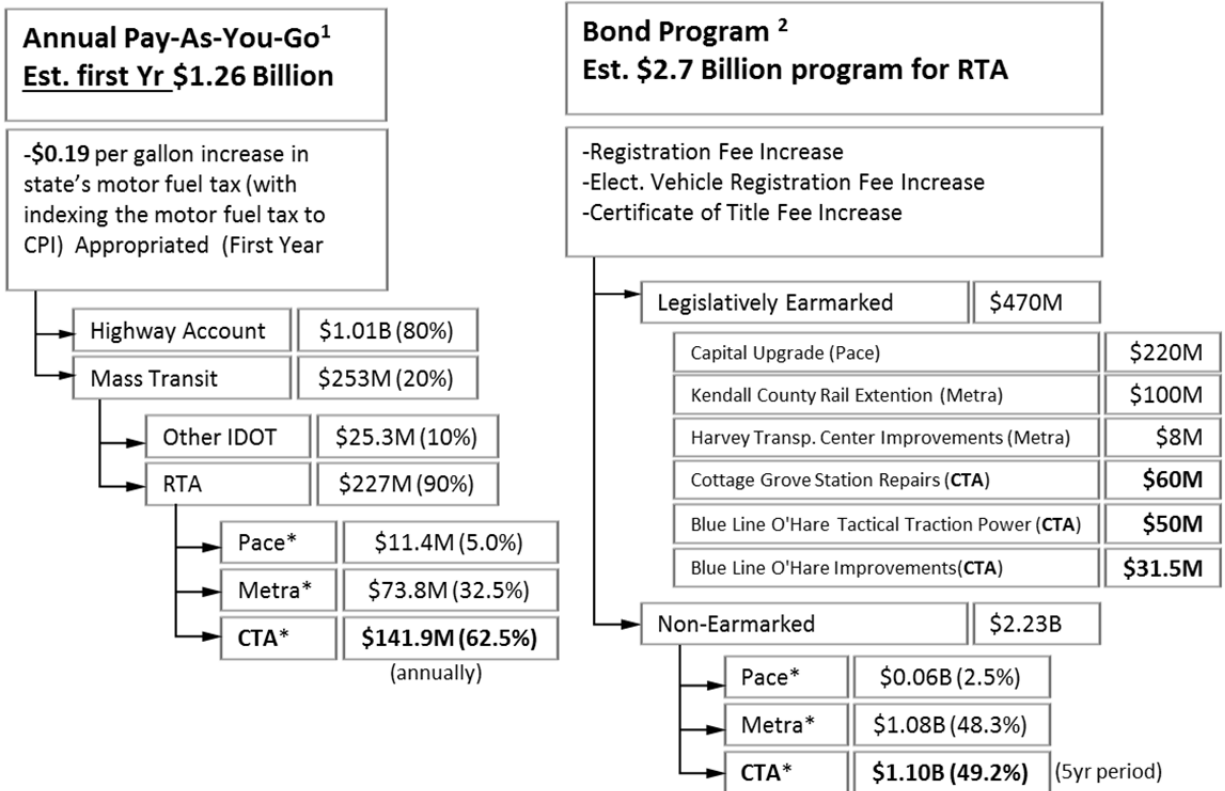 Annual Pay-As-You-Go1
Est. first Yr $1.26 Billion
-$0.19 per gallon increase in
state's motor fuel tax (with
indexing the motor fuel tax to
CPI) Appropriated (First Year
Highway Account $1.01B (80%)
Mass Transit $253M (20%)
Other IDOT $25.3M (10%)
RTA $227M (90%)
Pace* $11.4M (5.0%)
Metra* $73.8M (32.5%)
CTA* $141.9M (62.5%)
(annually)
Bond Program 2
Est. $2.7 Billion program for RTA
-Registration Fee Increase
-Elect. Vehicle Registration Fee Increase
-Certificate of Title Fee Increase
Legislatively Earmarked $470M
Capital Upgrade (Pace) $220M
Kendall County Rail Extention (Metra) $100M
Harvey Transp. Center Improvements (Metra) $8M
Cottage Grove Station Repairs (CTA) $60M
Blue Line O'Hare Tactical Traction Power (CTA) $50M
Blue Line O'Hare Improvements(CTA) $31.5M
Non-Earmarked $2.23B
Pace* $0.06B (2.5%)
Metra* $1.08B (48.3%)
CTA* $1.10B (49.2%) (5yr period)